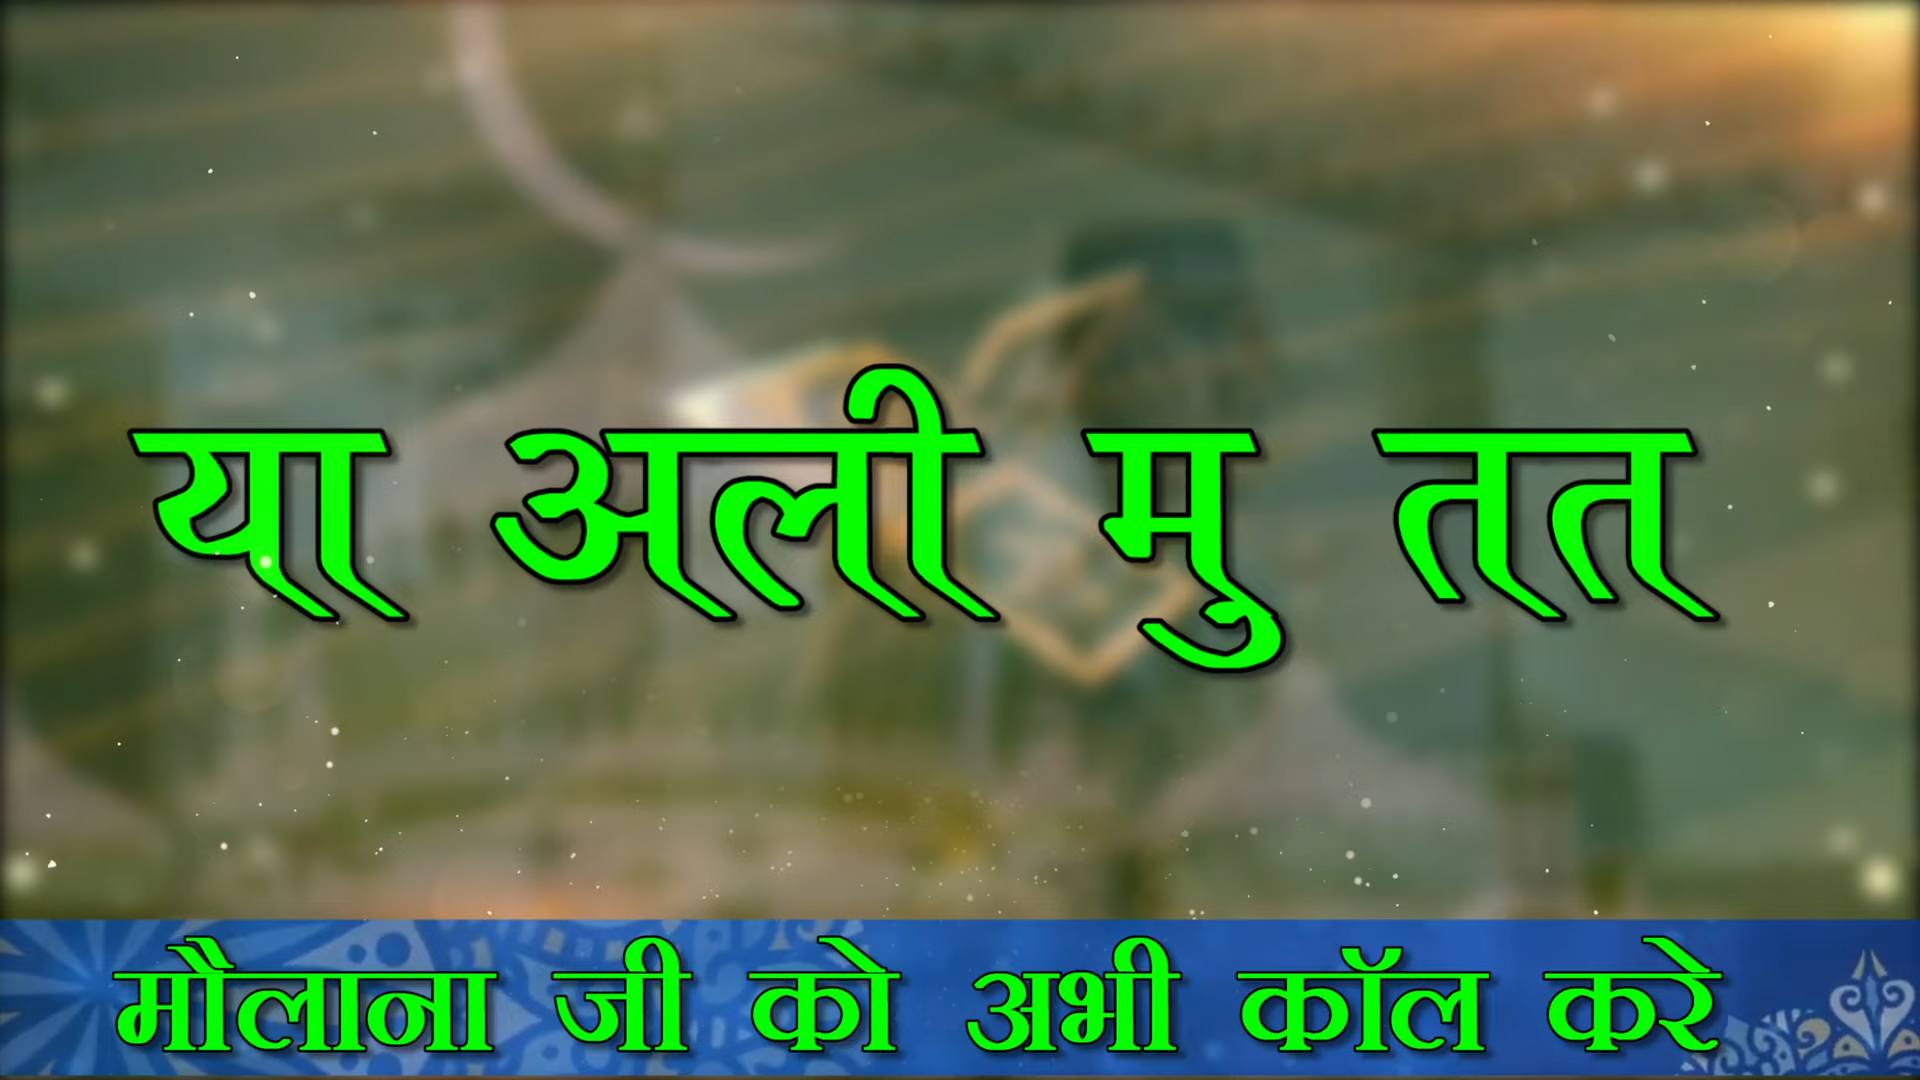 या अली मु तत
मौलाना जी को अभी कॉल करे